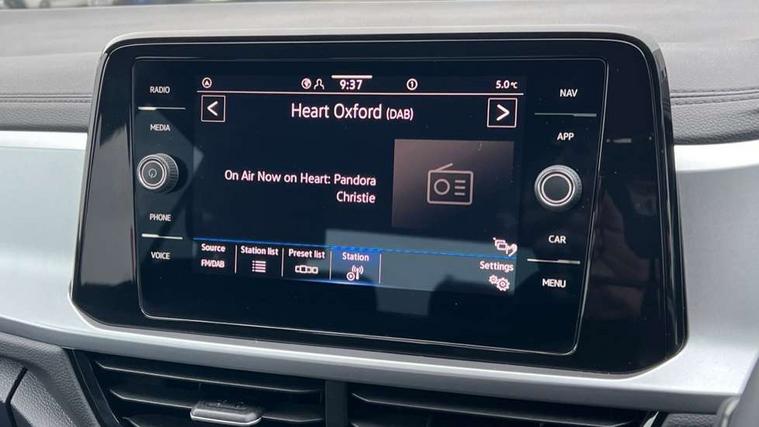 RADIO
MEDIA
PHONE
VOICE
9:37
5.0°C
Heart Oxford (DAB)
On Air Now on Heart: Pandora
Christie
Source
FM/DAB
Station list
Preset list
Station
Settings
NAV
APP
CAR
MENU